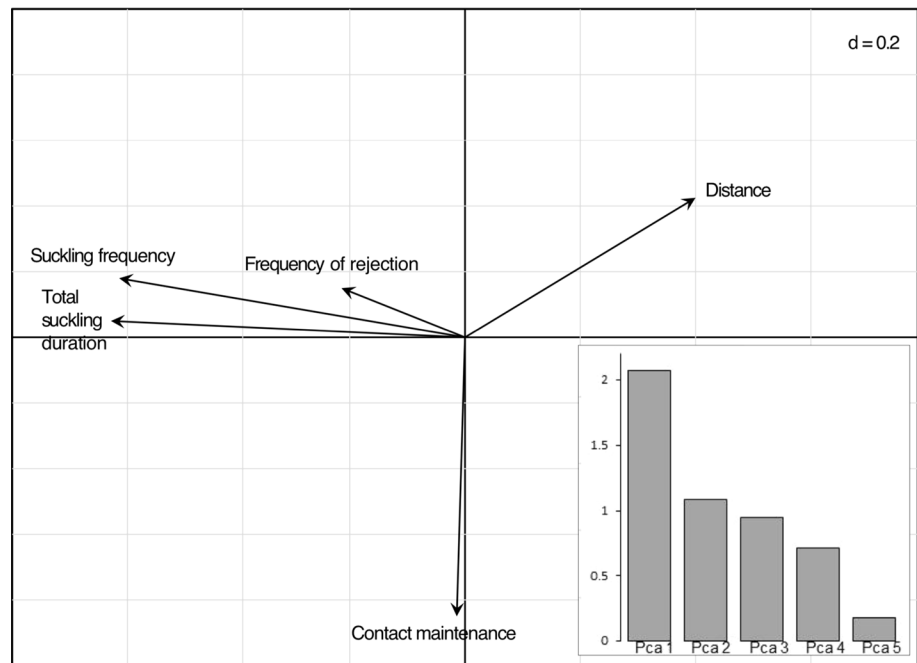 d = 0.2
Distance
Suckling frequency
Frequency of rejection
Total
suckling
duration
Contact maintenance
2
1.5
1
0.5
0
Pca 1 Pca 2 Pca 3 Pca 4 Pca 5